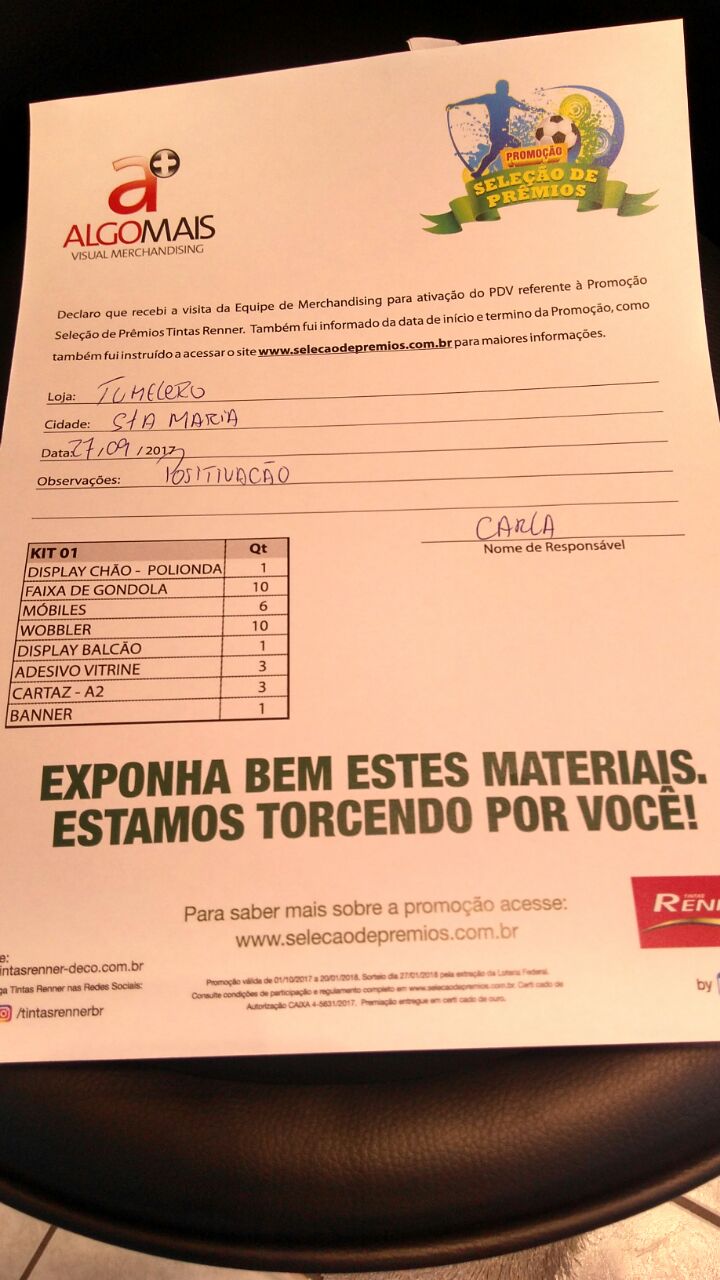 a+
ALGOMAIS
VISUAL MERCHANDISING
PROMOÇÃO
SELEÇÃO DE
PRÊMIOS
Declaro que recebi a visita da Equipe de Merchandising para ativação do PDV referente à Promoção
Seleção de Prêmios Tintas Renner. Também fui informado da data de início e termino da Promoção, como
também fui instruído a acessar o site www.selecaodepremios.com.br para maiores informações.
Loja: TUMELERO
Cidade: STA MARIA
Data: 27/09/2017
Observações: POSITIVAÇÃO
CARLA
Nome de Responsável
KIT 01 Qt
DISPLAY CHÃO - POLIONDA 1
FAIXA DE GONDOLA 10
MÓBILES 6
WOBBLER 10
DISPLAY BALCÃO 1
ADESIVO VITRINE 3
CARTAZ - A2 3
BANNER 1
EXPONHA BEM ESTES MATERIAIS.
ESTAMOS TORCENDO POR VOCÊ!
Para saber mais sobre a promoção acesse:
www.selecaodepremios.com.br
TINTAS
RENN
e:
intasrenner-deco.com.br
ga Tintas Renner nas Redes Sociais:
/tintasrennerbr
Promoção válida de 01/10/2017 a 20/01/2018. Sorteio dia 27/01/2018 pela extração da Loteria Federal.
Consulte condições de participação e regulamento completo em www.selecaodepremios.com.br. Certi cado de
Autorização CAIXA 4-5631/2017. Premiação entregue em certi cado de ouro.
by